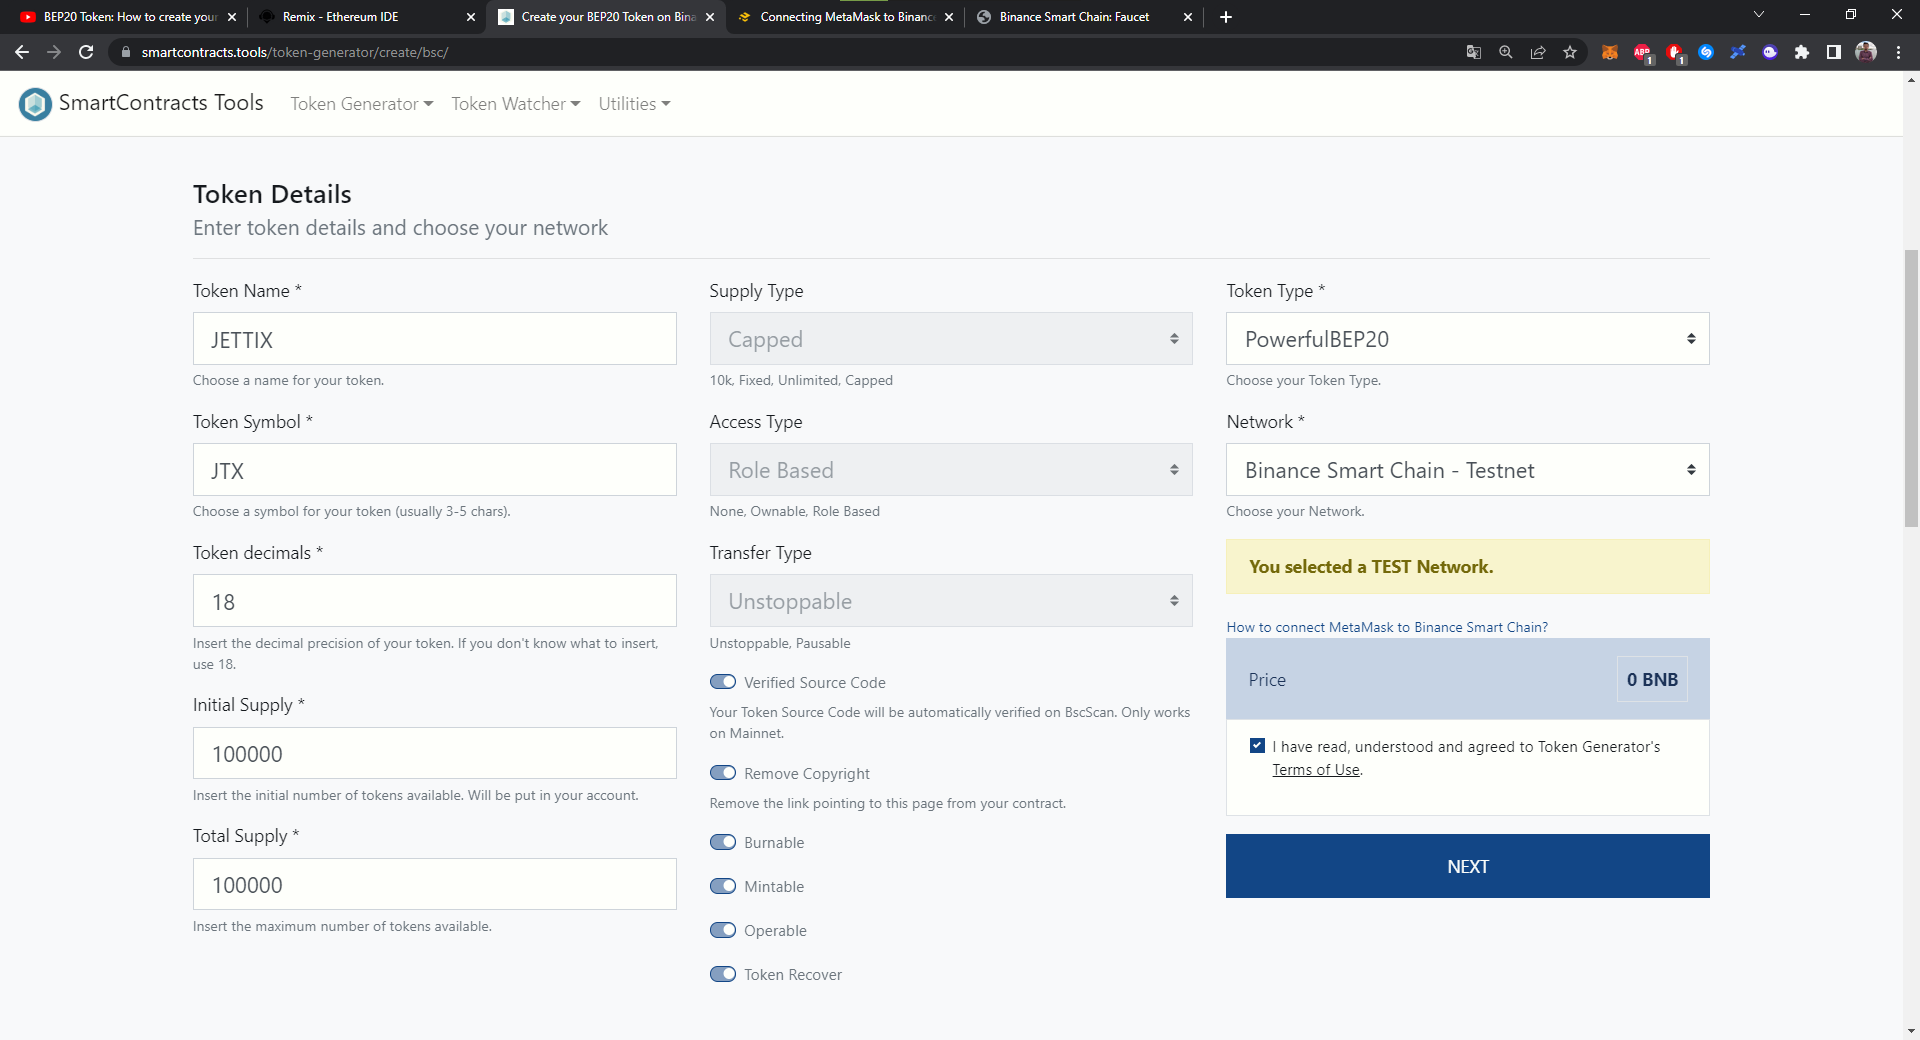 BEP20 Token: How to create your
Remix - Ethereum IDE
Create your BEP20 Token on Bina
Connecting MetaMask to Binance
Binance Smart Chain: Faucet
smartcontracts.tools/token-generator/create/bsc/
ABP
1
1
SmartContracts Tools
Token Generator
Token Watcher
Utilities
Token Details
Enter token details and choose your network
Token Name *
JETTIX
Choose a name for your token.
Token Symbol *
JTX
Choose a symbol for your token (usually 3-5 chars).
Token decimals *
18
Insert the decimal precision of your token. If you don't know what to insert,
use 18.
Initial Supply *
100000
Insert the initial number of tokens available. Will be put in your account.
Total Supply *
100000
Insert the maximum number of tokens available.
Supply Type
Capped
10k, Fixed, Unlimited, Capped
Access Type
Role Based
None, Ownable, Role Based
Transfer Type
Unstoppable
Unstoppable, Pausable
Verified Source Code
Your Token Source Code will be automatically verified on BscScan. Only works
on Mainnet.
Remove Copyright
Remove the link pointing to this page from your contract.
Burnable
Mintable
Operable
Token Recover
Token Type *
PowerfulBEP20
Choose your Token Type.
Network *
Binance Smart Chain - Testnet
Choose your Network.
You selected a TEST Network.
How to connect MetaMask to Binance Smart Chain?
Price
0 BNB
I have read, understood and agreed to Token Generator's
Terms of Use.
NEXT